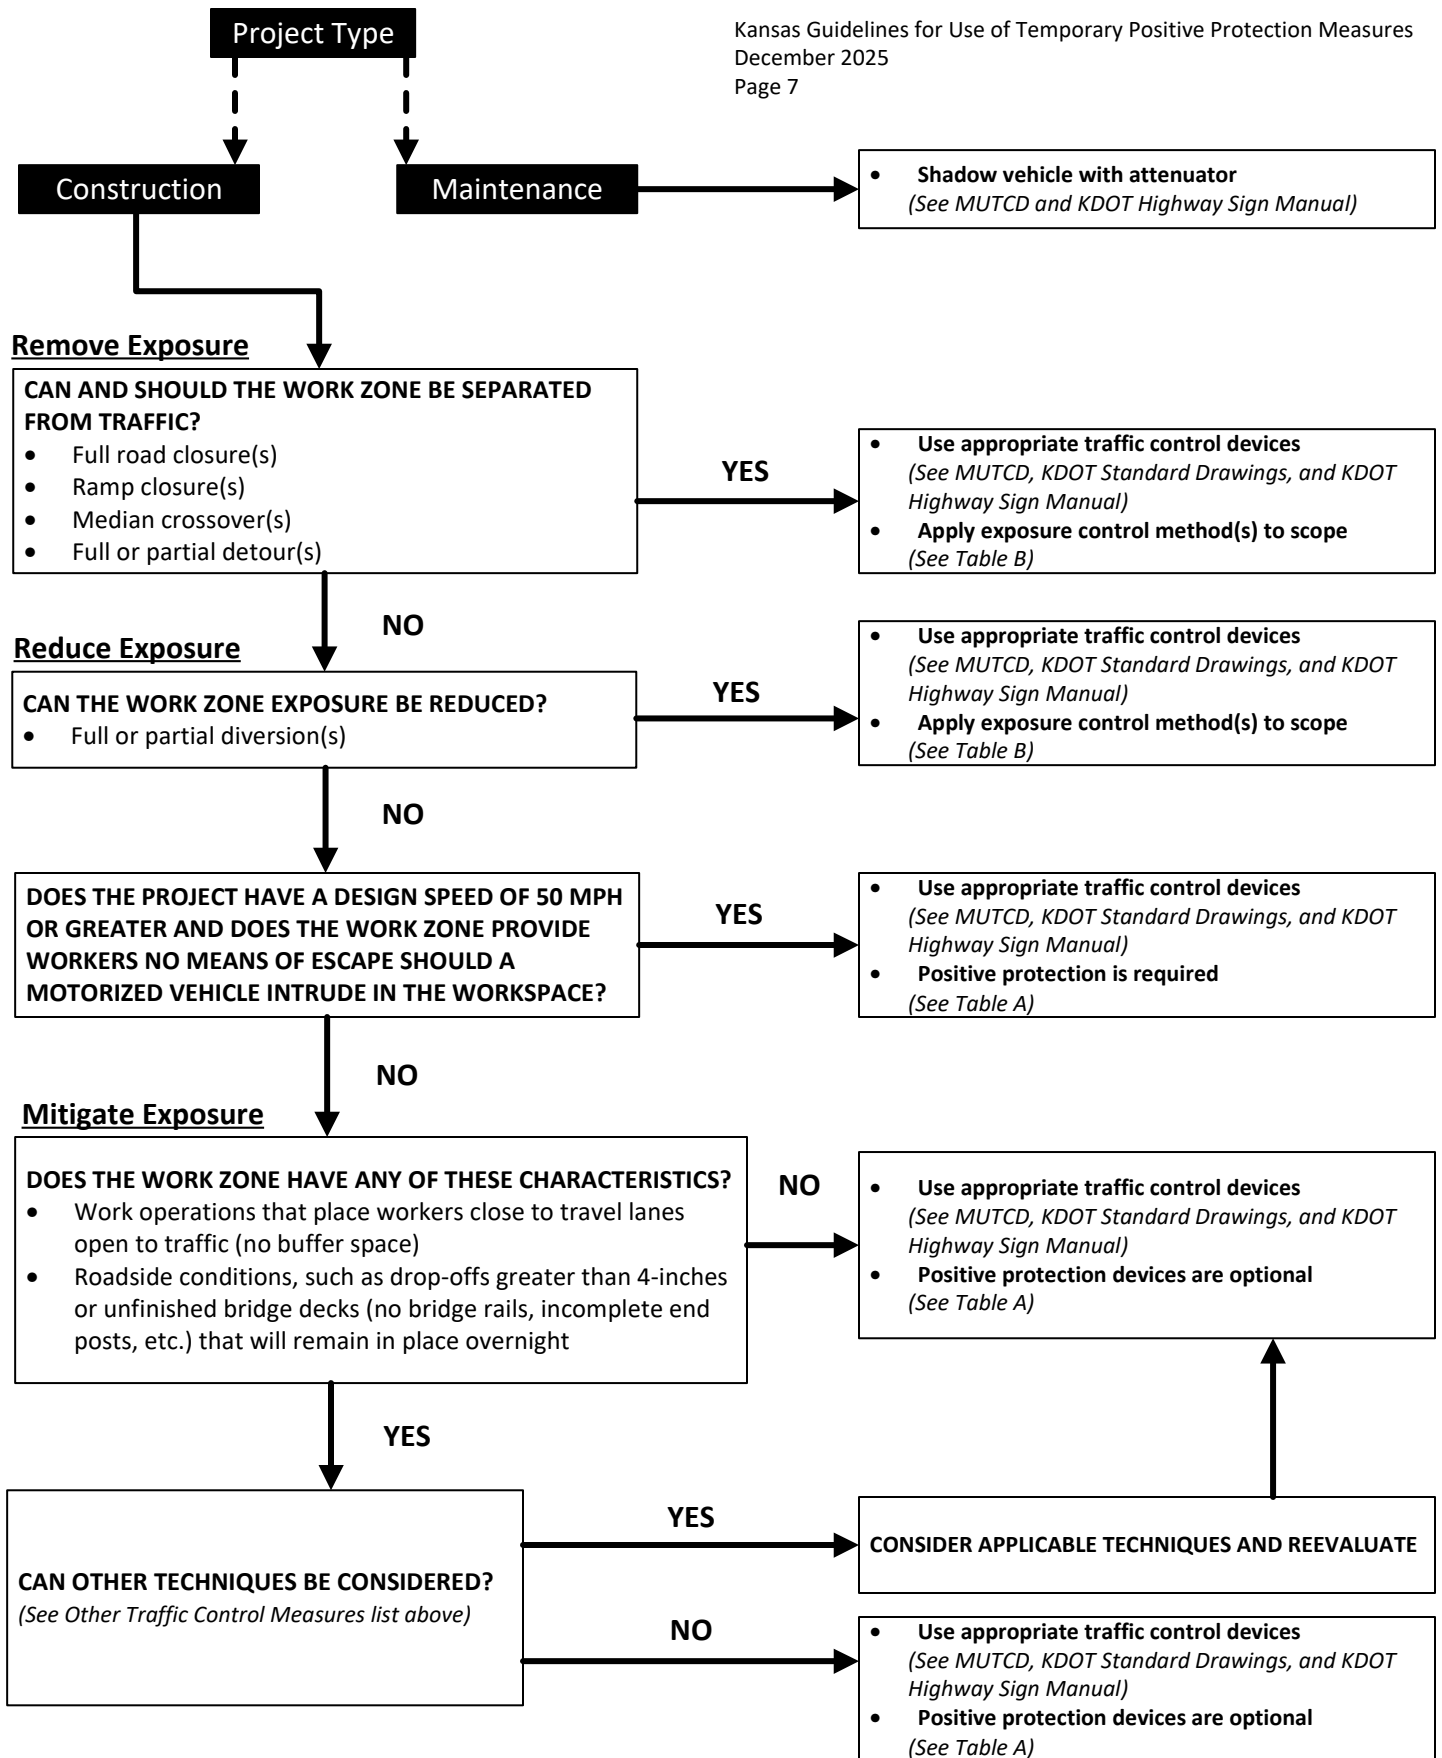 Project Type
Kansas Guidelines for Use of Temporary Positive Protection Measures
December 2025
Page 7
Construction
Maintenance
• Shadow vehicle with attenuator
(See MUTCD and KDOT Highway Sign Manual)
Remove Exposure
CAN AND SHOULD THE WORK ZONE BE SEPARATED
FROM TRAFFIC?
• Full road closure(s)
• Ramp closure(s)
• Median crossover(s)
• Full or partial detour(s)
YES
• Use appropriate traffic control devices
(See MUTCD, KDOT Standard Drawings, and KDOT
Highway Sign Manual)
• Apply exposure control method(s) to scope
(See Table B)
NO
Reduce Exposure
CAN THE WORK ZONE EXPOSURE BE REDUCED?
• Full or partial diversion(s)
YES
• Use appropriate traffic control devices
(See MUTCD, KDOT Standard Drawings, and KDOT
Highway Sign Manual)
• Apply exposure control method(s) to scope
(See Table B)
NO
DOES THE PROJECT HAVE A DESIGN SPEED OF 50 MPH
OR GREATER AND DOES THE WORK ZONE PROVIDE
WORKERS NO MEANS OF ESCAPE SHOULD A
MOTORIZED VEHICLE INTRUDE IN THE WORKSPACE?
YES
• Use appropriate traffic control devices
(See MUTCD, KDOT Standard Drawings, and KDOT
Highway Sign Manual)
• Positive protection is required
(See Table A)
NO
Mitigate Exposure
DOES THE WORK ZONE HAVE ANY OF THESE CHARACTERISTICS?
• Work operations that place workers close to travel lanes
open to traffic (no buffer space)
• Roadside conditions, such as drop-offs greater than 4-inches
or unfinished bridge decks (no bridge rails, incomplete end
posts, etc.) that will remain in place overnight
NO
• Use appropriate traffic control devices
(See MUTCD, KDOT Standard Drawings, and KDOT
Highway Sign Manual)
• Positive protection devices are optional
(See Table A)
YES
CAN OTHER TECHNIQUES BE CONSIDERED?
(See Other Traffic Control Measures list above)
YES
CONSIDER APPLICABLE TECHNIQUES AND REEVALUATE
NO
• Use appropriate traffic control devices
(See MUTCD, KDOT Standard Drawings, and KDOT
Highway Sign Manual)
• Positive protection devices are optional
(See Table A)